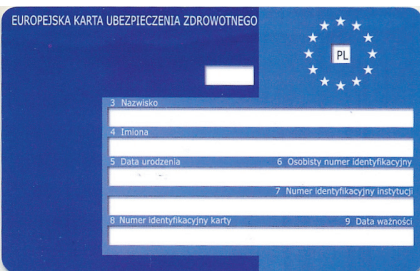 EUROPEJSKA KARTA UBEZPIECZENIA ZDROWOTNEGO
PL
3 Nazwisko
4 Imiona
5 Data urodzenia 6 Osobisty numer identyfikacyjny
7 Numer identyfikacyjny instytucji
8 Numer identyfikacyjny karty 9 Data ważności